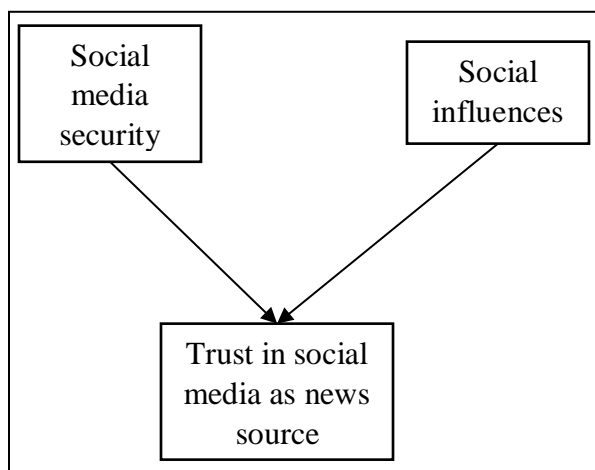 Social
media
security
Social
influences
Trust in social
media as news
source